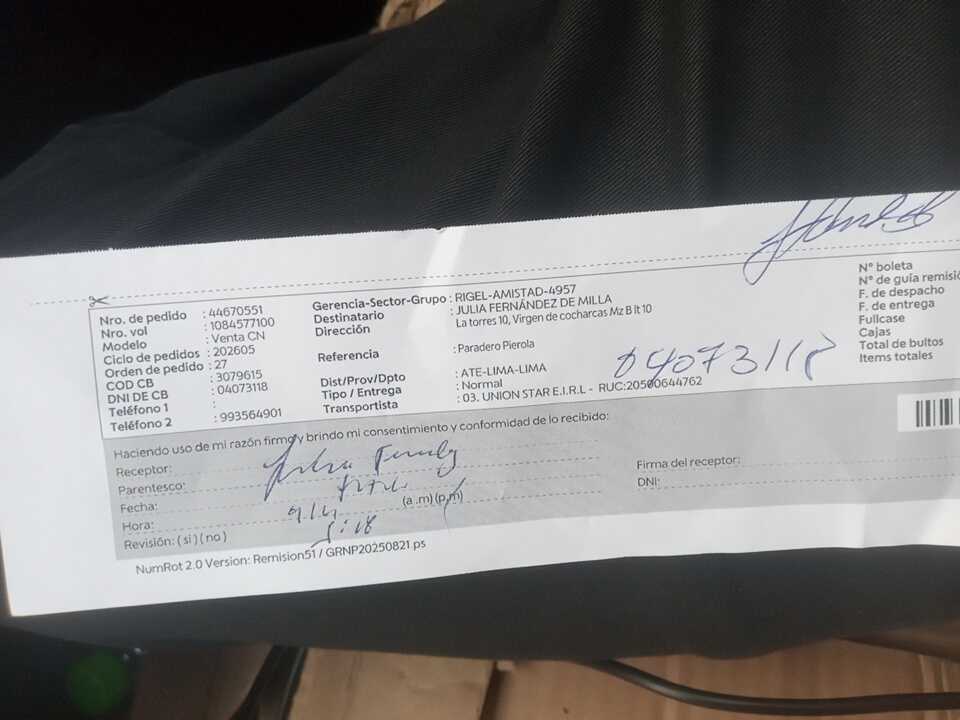 Nro. de pedido : 44670551
Nro. vol : 1084577100
Modelo : Venta CN
Ciclo de pedidos : 202605
Orden de pedido : 27
COD CB : 3079615
DNI DE CB : 04073118
Teléfono 1 :
Teléfono 2 : 993564901
Gerencia-Sector-Grupo : RIGEL-AMISTAD-4957
Destinatario : JULIA FERNÁNDEZ DE MILLA
Dirección La torres 10, Virgen de cocharcas Mz B lt 10
Referencia : Paradero Pierola
Dist/Prov/Dpto : ATE-LIMA-LIMA
Tipo / Entrega : Normal
Transportista : 03. UNION STAR E.I.R.L - RUC:20500644762
04073118
N° boleta
N° de guía remisió
F. de despacho
F. de entrega
Fullcase
Cajas
Total de bultos
Items totales
Haciendo uso de mi razón firmo y brindo mi consentimiento y conformidad de lo recibido:
Receptor:
Parentesco:
Fecha:
Hora: (a.m) (p.m)
Revisión: ( si ) ( no )
Firma del receptor:
DNI:
NumRot 2.0 Version: Remision51 / GRNP20250821.ps